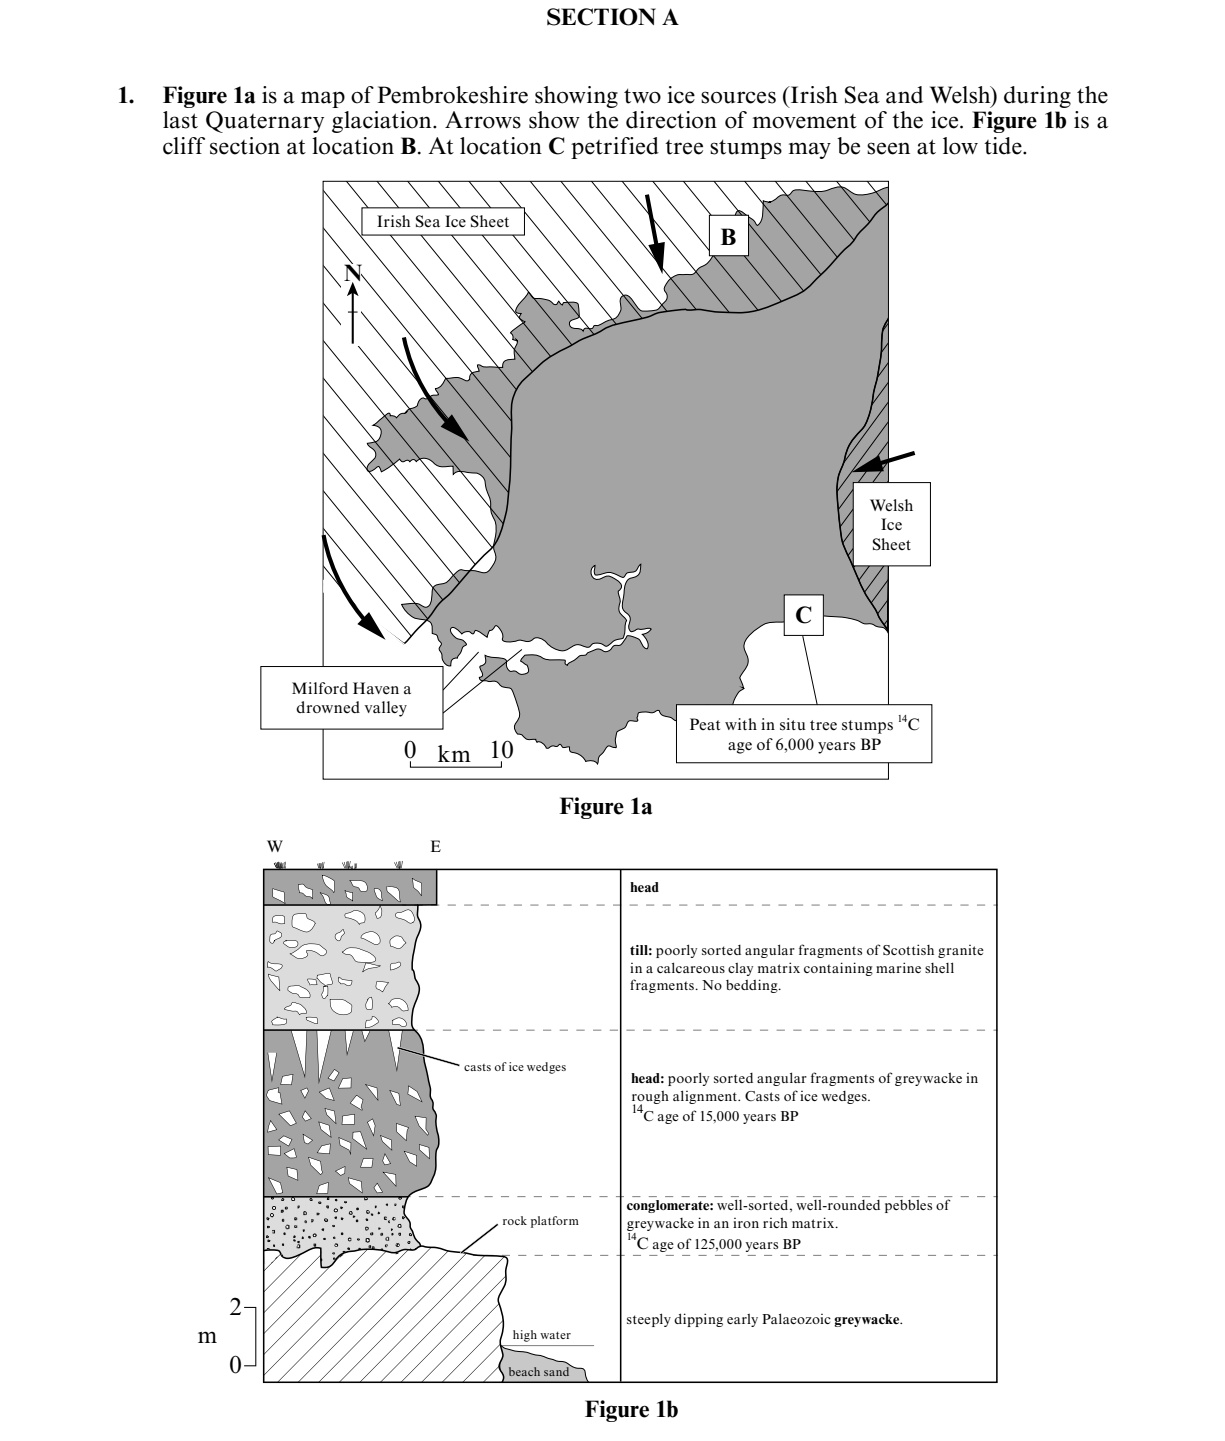 SECTION A
1. Figure 1a is a map of Pembrokeshire showing two ice sources (Irish Sea and Welsh) during the
last Quaternary glaciation. Arrows show the direction of movement of the ice. Figure 1b is a
cliff section at location B. At location C petrified tree stumps may be seen at low tide.
Irish Sea Ice Sheet
B
N
Welsh
Ice
Sheet
C
Milford Haven a
drowned valley
Peat with in situ tree stumps 14C
age of 6,000 years BP
0 km 10
Figure 1a
W E
head
till: poorly sorted angular fragments of Scottish granite
in a calcareous clay matrix containing marine shell
fragments. No bedding.
casts of ice wedges
head: poorly sorted angular fragments of greywacke in
rough alignment. Casts of ice wedges.
14C age of 15,000 years BP
rock platform
conglomerate: well-sorted, well-rounded pebbles of
greywacke in an iron rich matrix.
14C age of 125,000 years BP
2
m
0
high water
beach sand
steeply dipping early Palaeozoic greywacke.
Figure 1b